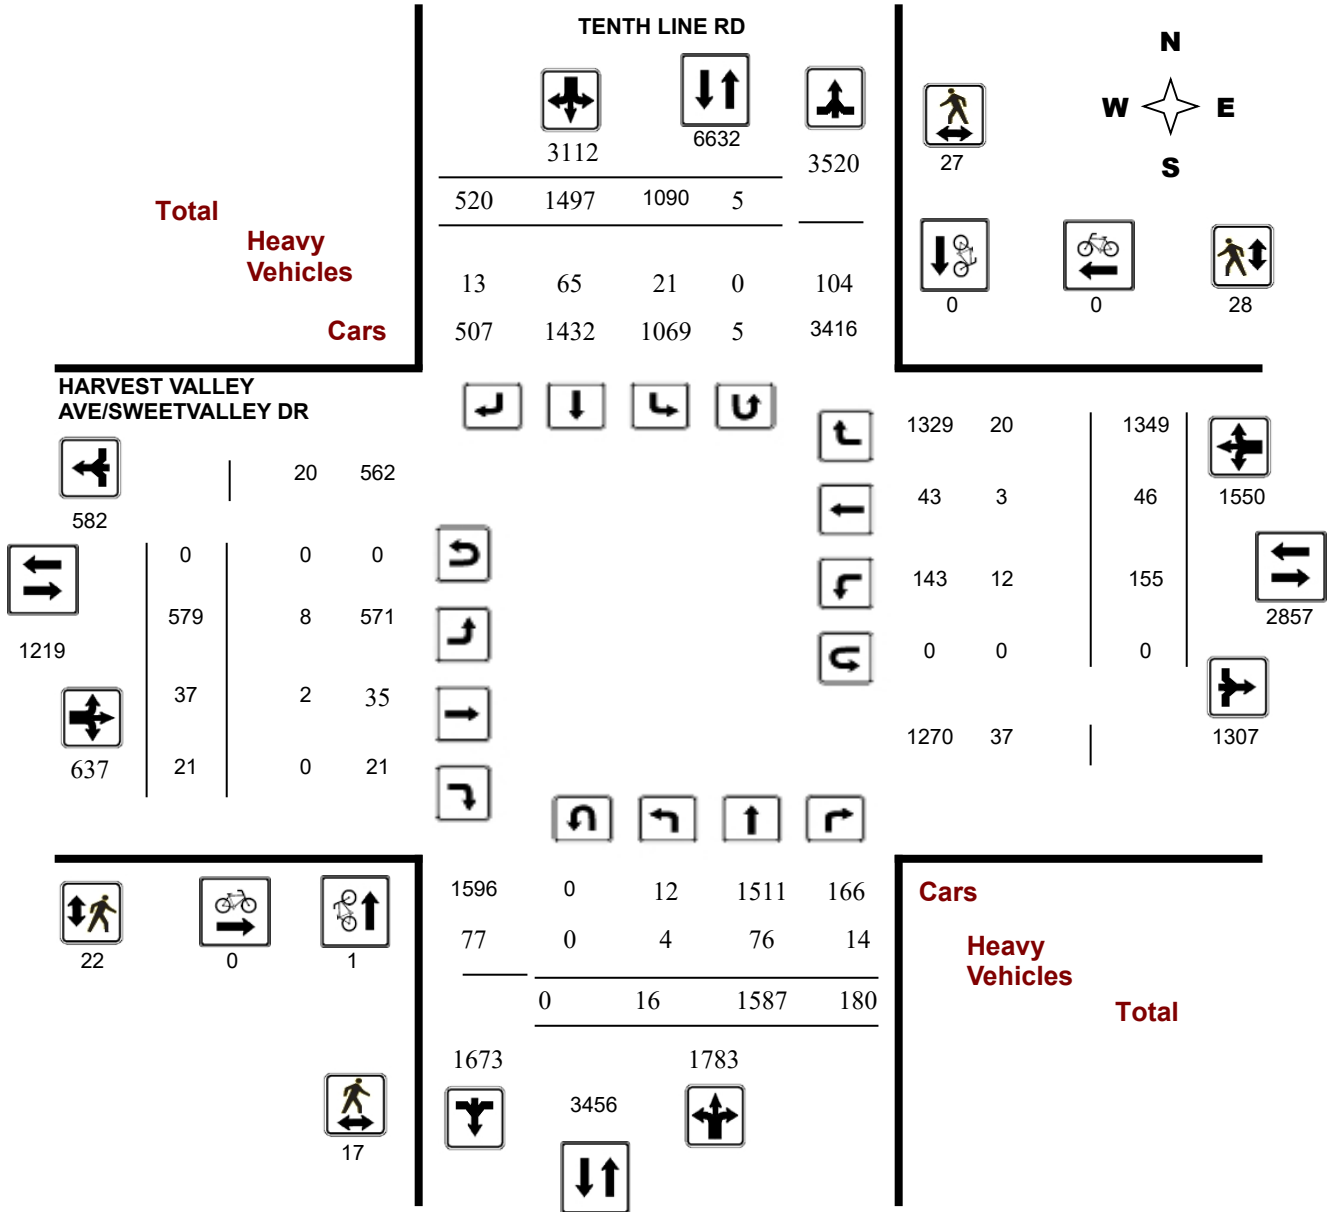 TENTH LINE RD
N
W E
S
3112
6632
3520
27
520 1497 1090 5
Total
Heavy
Vehicles
13 65 21 0 104
0 0 28
Cars
507 1432 1069 5 3416
HARVEST VALLEY
AVE/SWEETVALLEY DR
1329 20 1349
20 562
582
43 3 46 1550
0 0 0
143 12 155
579 8 571
2857
1219
0 0 0
37 2 35
1270 37 1307
637 21 0 21
1596 0 12 1511 166
Cars
77 0 4 76 14
Heavy
Vehicles
22 0 1
0 16 1587 180
Total
1673 1783
3456
17